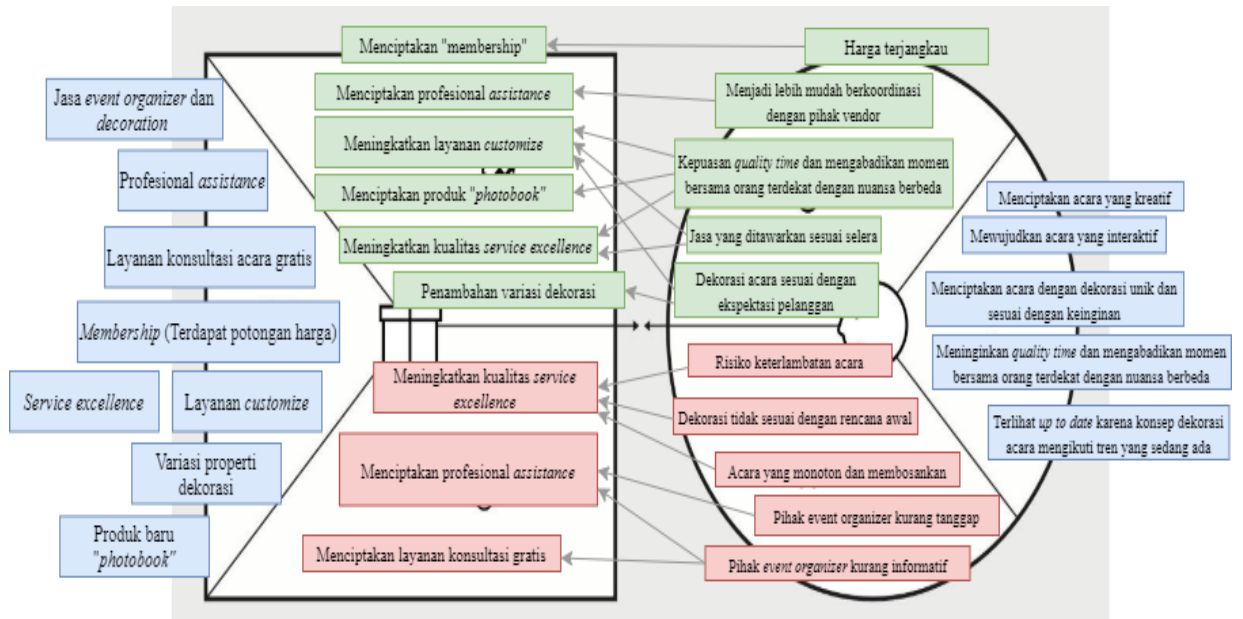 Menciptakan "membership"
Harga terjangkau
Jasa event organizer dan
decoration
Menciptakan profesional assistance
Menjadi lebih mudah berkoordinasi
dengan pihak vendor
Meningkatkan layanan customize
Profesional assistance
Kepuasan quality time dan mengabadikan momen
bersama orang terdekat dengan nuansa berbeda
Menciptakan produk "photobook"
Menciptakan acara yang kreatif
Layanan konsultasi acara gratis
Meningkatkan kualitas service excellence
Jasa yang ditawarkan sesuai selera
Mewujudkan acara yang interaktif
Penambahan variasi dekorasi
Dekorasi acara sesuai dengan
ekspektasi pelanggan
Menciptakan acara dengan dekorasi unik dan
sesuai dengan keinginan
Membership (Terdapat potongan harga)
Meningkatkan kualitas service
excellence
Risiko keterlambatan acara
Meninginkan quality time dan mengabadikan momen
bersama orang terdekat dengan nuansa berbeda
Service excellence
Layanan customize
Dekorasi tidak sesuai dengan rencana awal
Terlihat up to date karena konsep dekorasi
acara mengikuti tren yang sedang ada
Variasi properti
dekorasi
Menciptakan profesional assistance
Acara yang monoton dan membosankan
Pihak event organizer kurang tanggap
Produk baru
"photobook"
Menciptakan layanan konsultasi gratis
Pihak event organizer kurang informatif